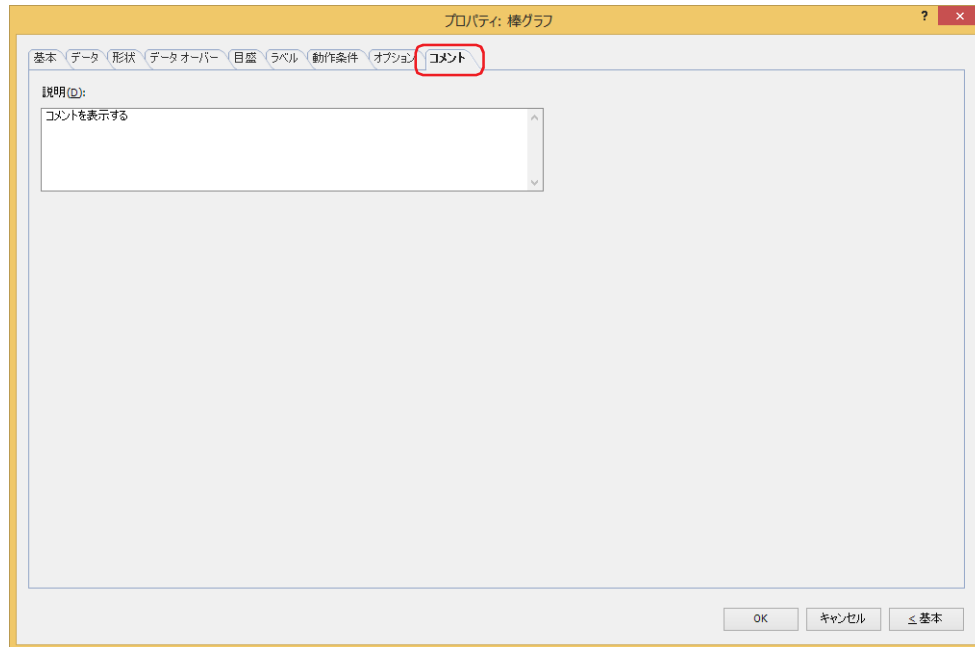 プロパティ: 棒グラフ
? ×
基本 データ 形状 データオーバー 目盛 ラベル 動作条件 オプション コメント
説明(D):
コメントを表示する
OK キャンセル < 基本